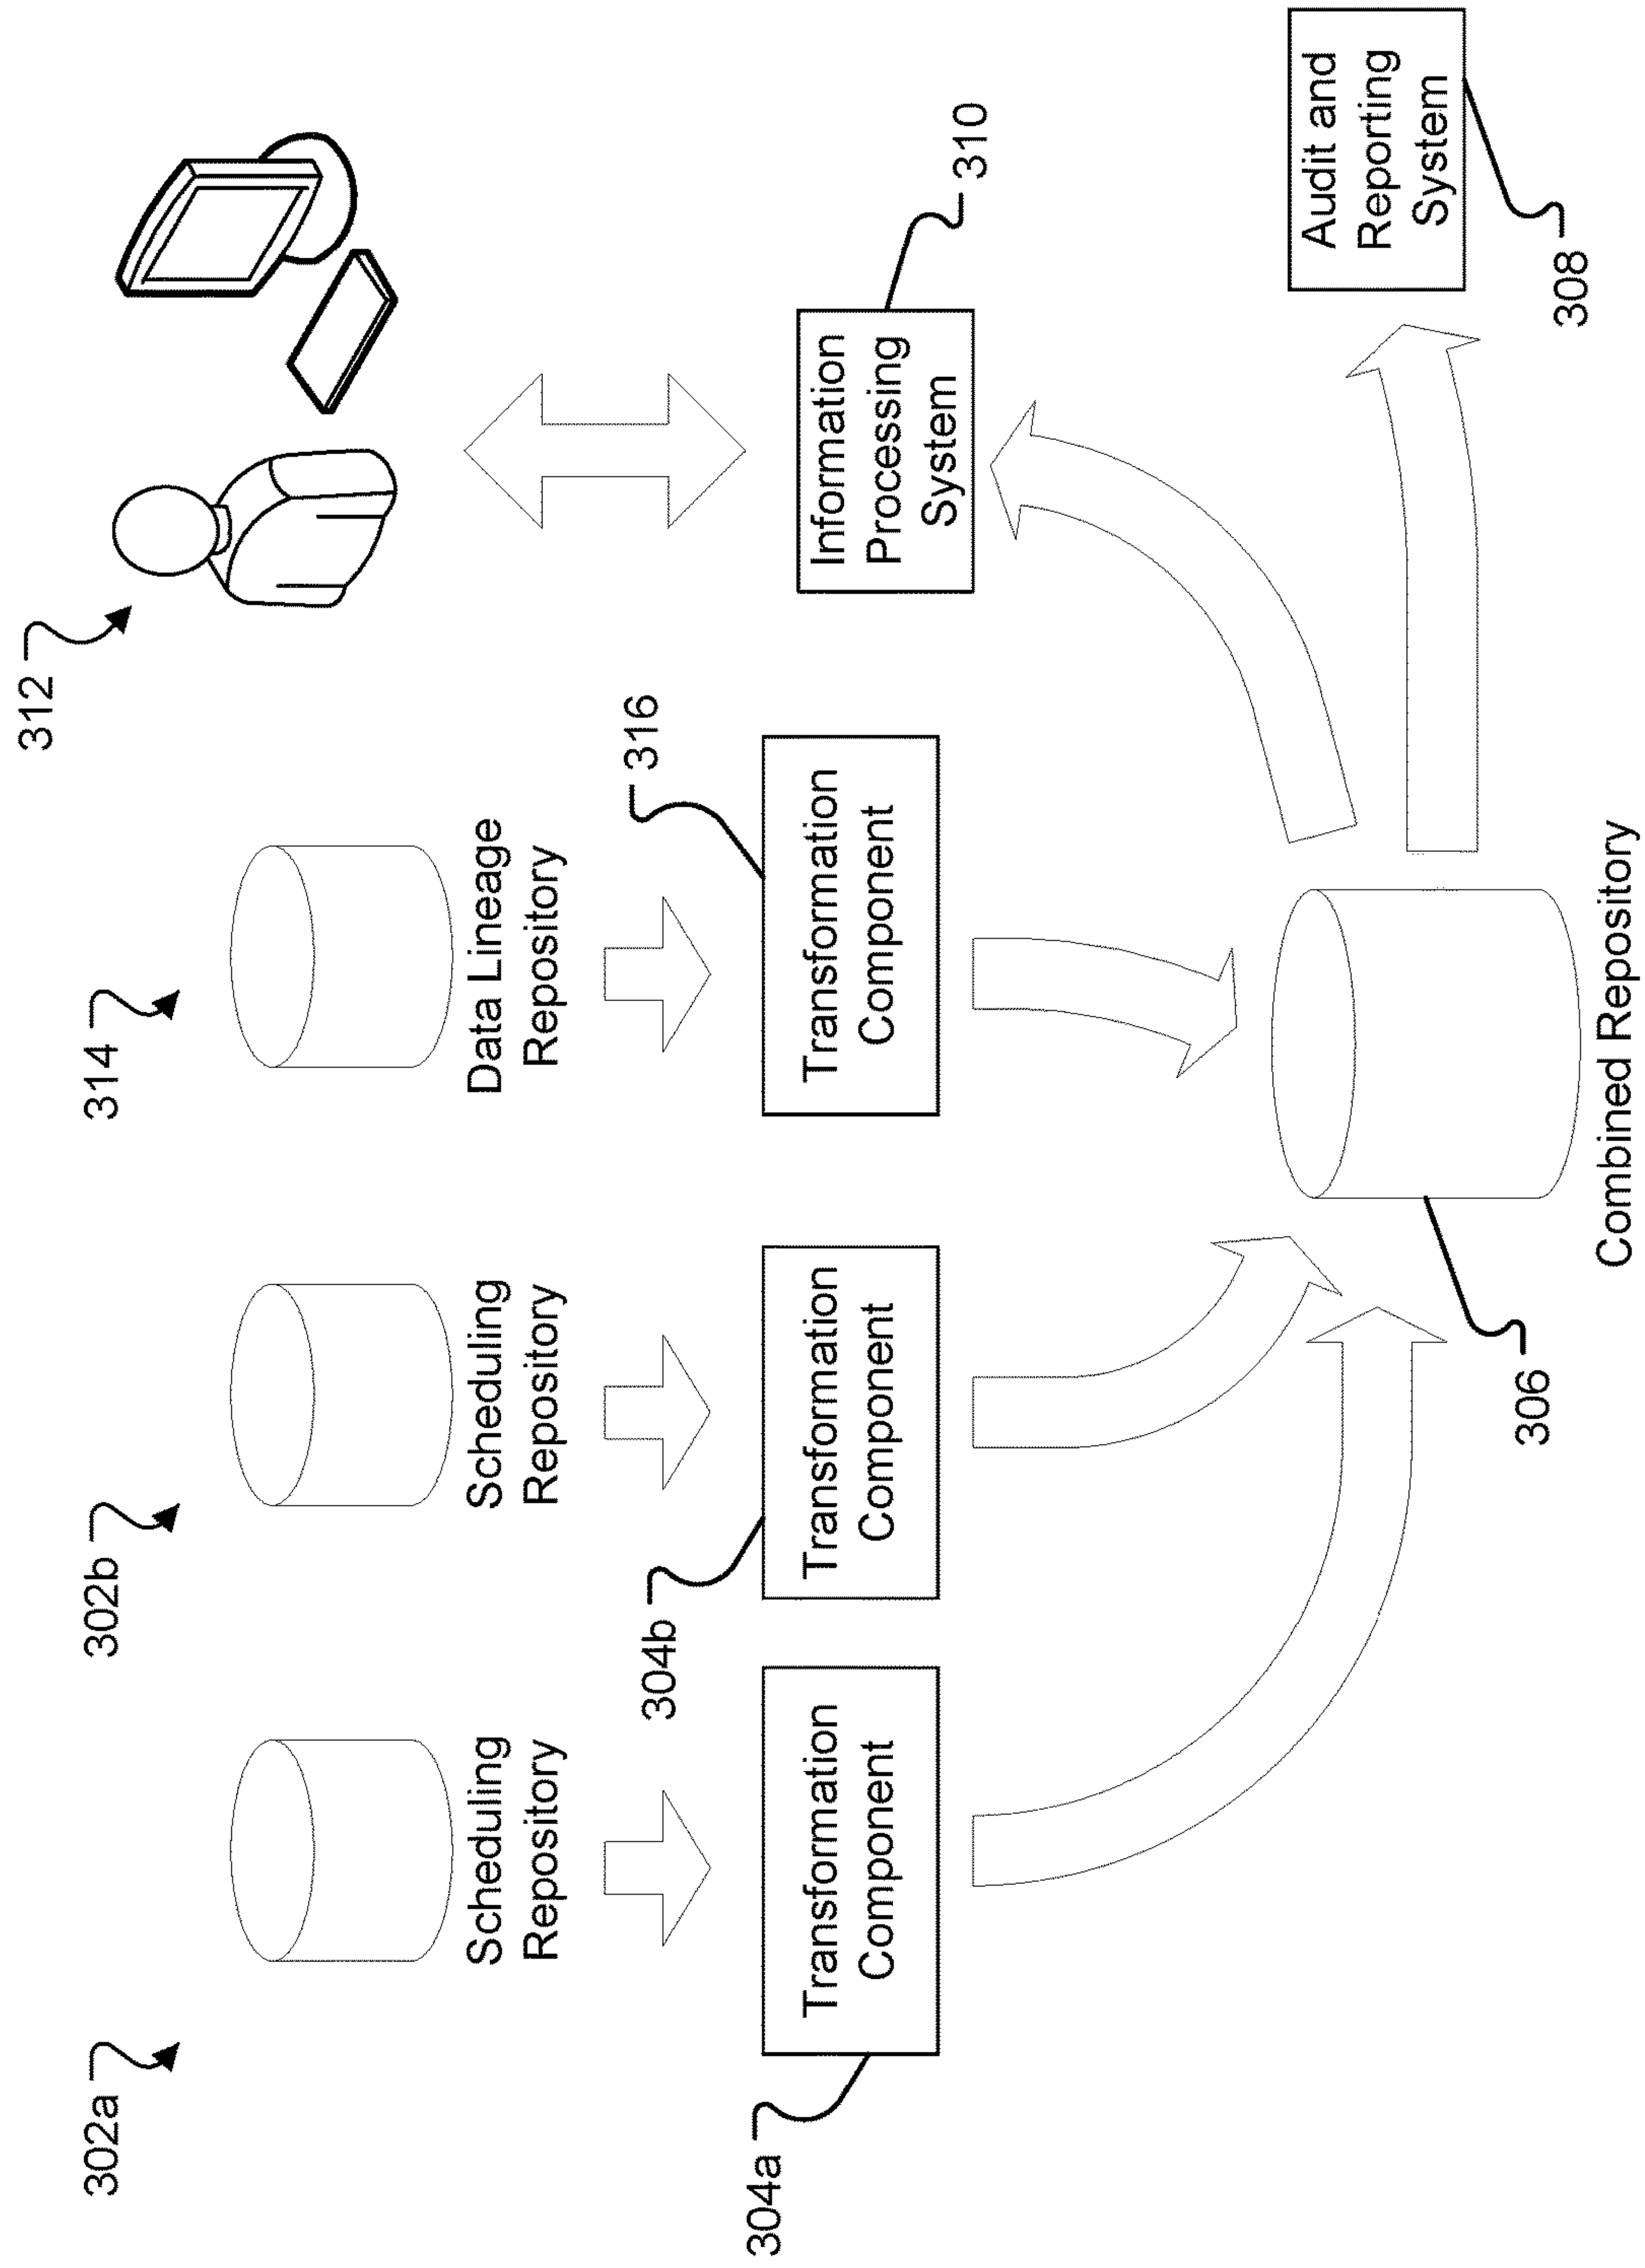 302a
302b
314
312
Scheduling
Repository
Scheduling
Repository
Data Lineage
Repository
304a
304b
316
310
Transformation
Component
Transformation
Component
Transformation
Component
Information
Processing
System
306
Combined Repository
308
Audit and
Reporting
System